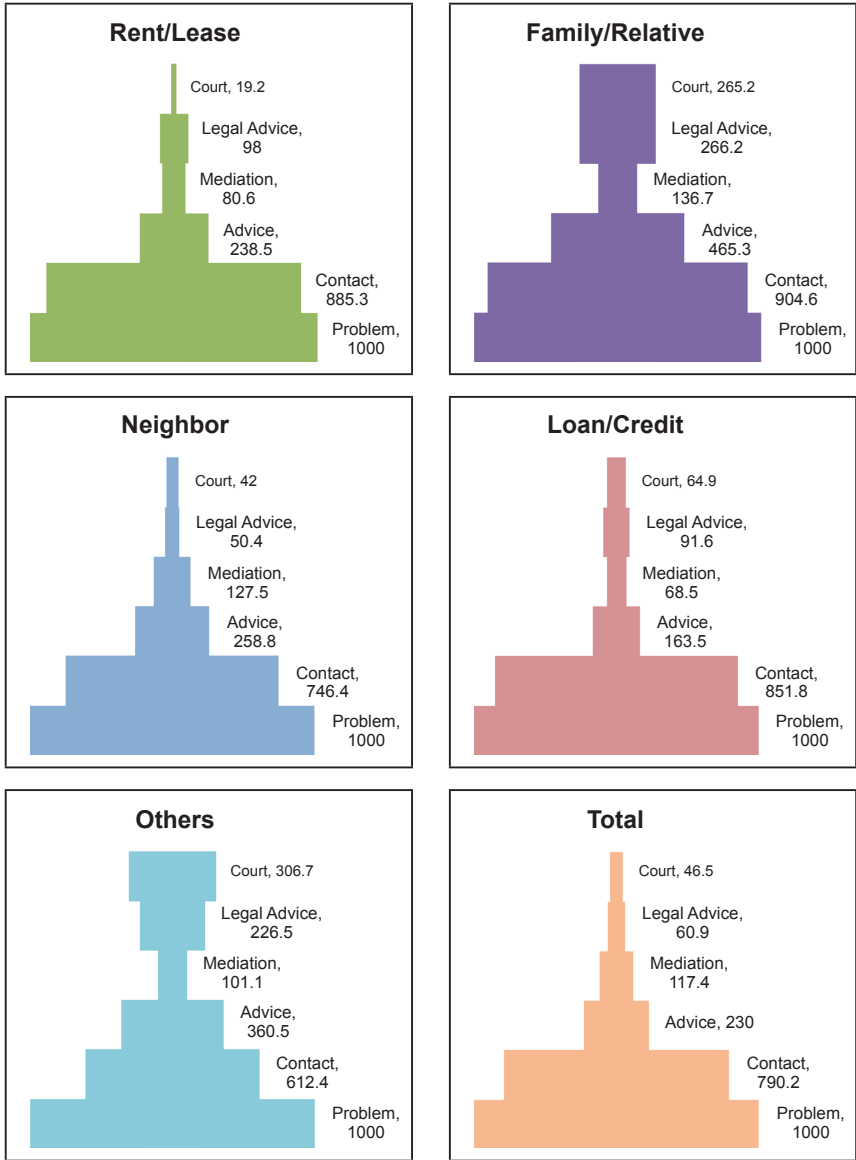 Rent/Lease
Court, 19.2
Legal Advice,
98
Mediation,
80.6
Advice,
238.5
Contact,
885.3
Problem,
1000
Family/Relative
Court, 265.2
Legal Advice,
266.2
Mediation,
136.7
Advice,
465.3
Contact,
904.6
Problem,
1000
Neighbor
Court, 42
Legal Advice,
50.4
Mediation,
127.5
Advice,
258.8
Contact,
746.4
Problem,
1000
Loan/Credit
Court, 64.9
Legal Advice,
91.6
Mediation,
68.5
Advice,
163.5
Contact,
851.8
Problem,
1000
Others
Court, 306.7
Legal Advice,
226.5
Mediation,
101.1
Advice,
360.5
Contact,
612.4
Problem,
1000
Total
Court, 46.5
Legal Advice,
60.9
Mediation,
117.4
Advice, 230
Contact,
790.2
Problem,
1000